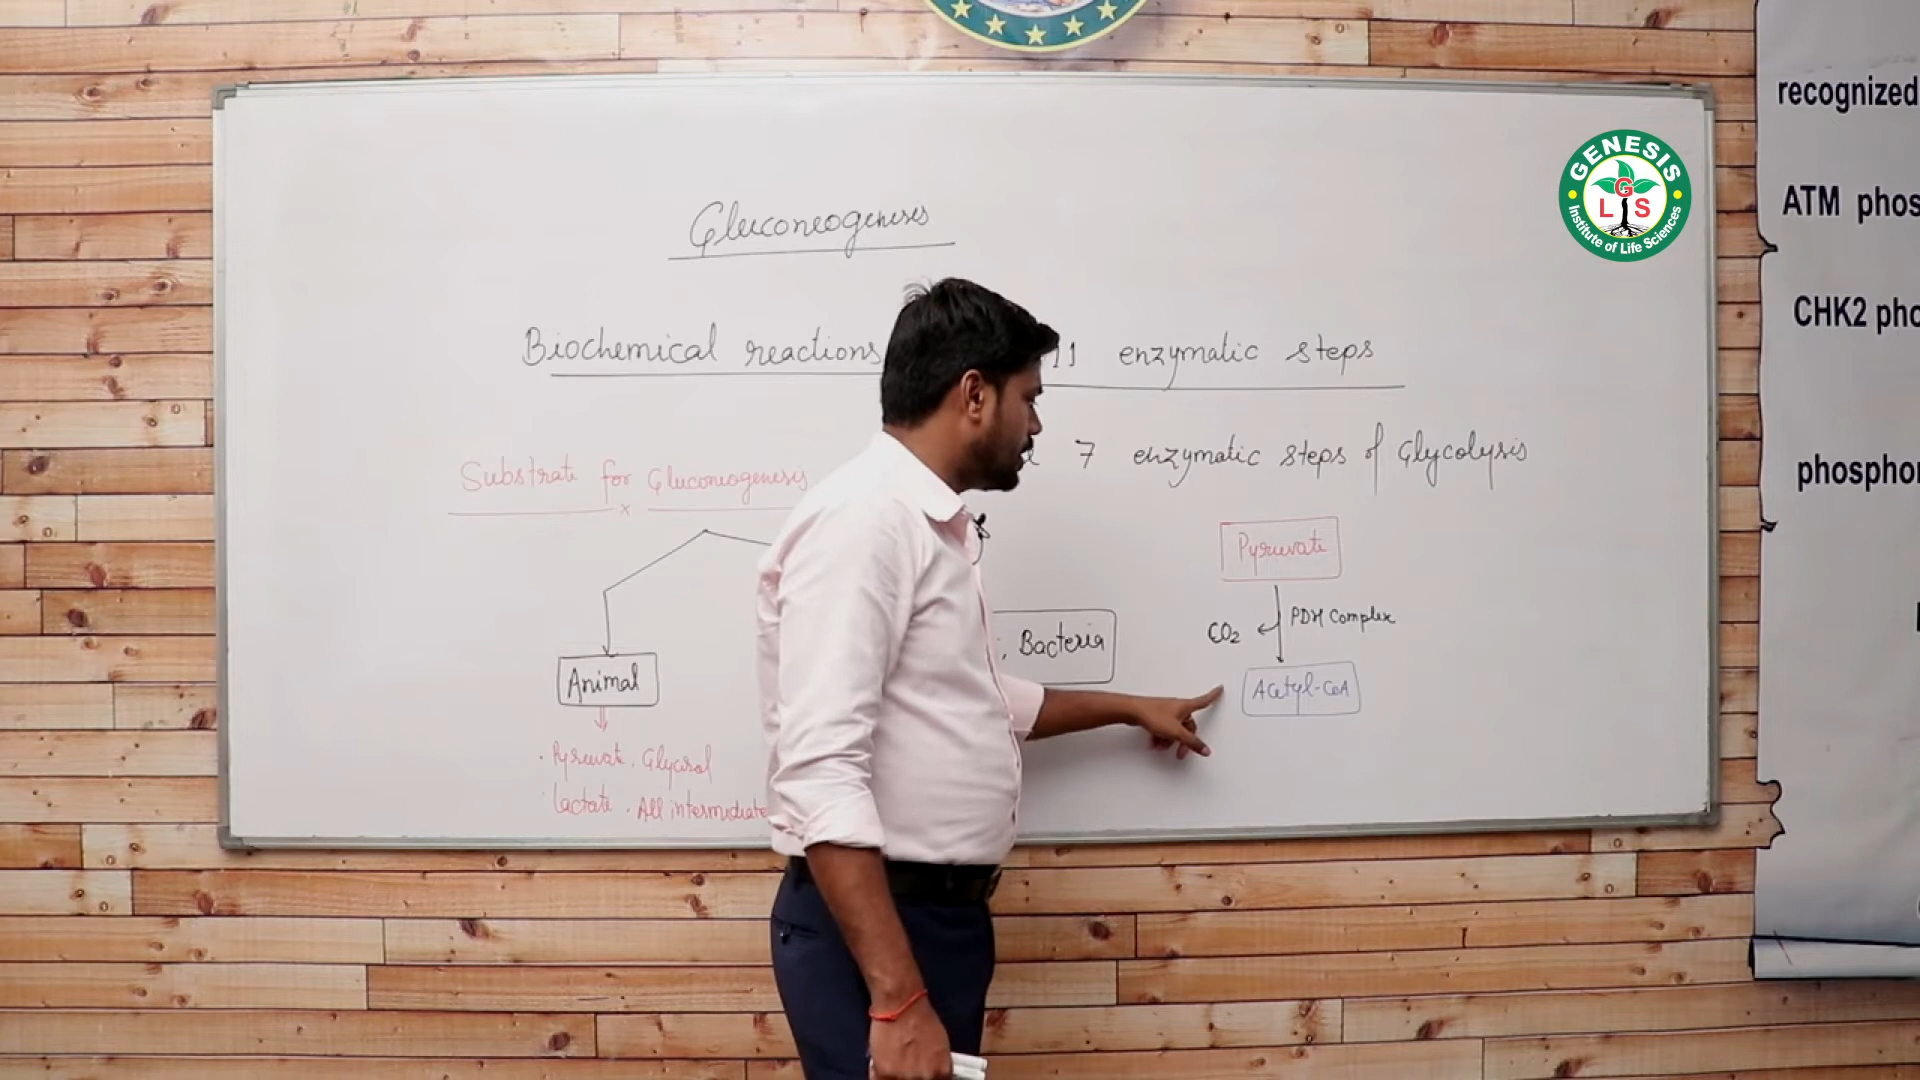 Gluconeogenesis
Biochemical reactions 11 enzymatic steps
7 enzymatic steps of Glycolysis
Substrate for Gluconeogenesis
x
Pyruvate
CO2 PDH Complex
Acetyl-CoA
Bacteria
Animal
. Pyruvate . Glycerol
. Lactate . All intermediate
GENESIS
GLS
Institute of Life Sciences
recognized
ATM phos
CHK2 pho
phosphor